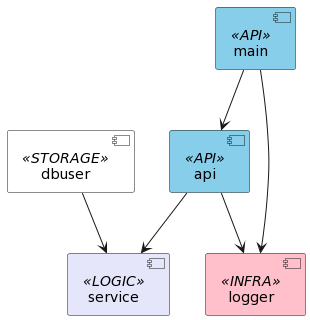 «API»
main
«STORAGE»
dbuser
«API»
api
«LOGIC»
service
«INFRA»
logger